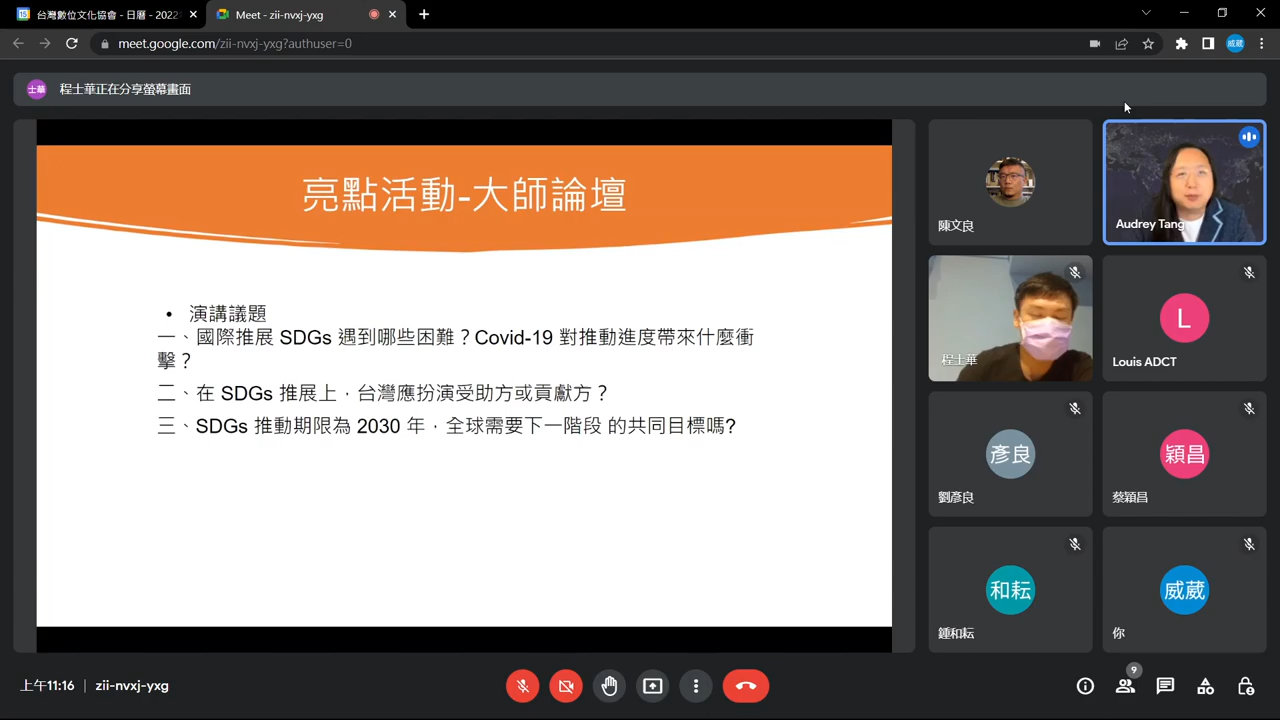 台灣數位文化協會 - 日曆 - 2022
Meet - zii-nvxj-yxg
meet.google.com/zii-nvxj-yxg?authuser=0
威葳
士華
程士華正在分享螢幕畫面
亮點活動-大師論壇
• 演講議題
一、國際推展 SDGs 遇到哪些困難？Covid-19 對推動進度帶來什麼衝
擊？
二、在 SDGs 推展上，台灣應扮演受助方或貢獻方？
三、SDGs 推動期限為 2030 年，全球需要下一階段 的共同目標嗎?
陳文良
Audrey Tang
程士華
L
Louis ADCT
彥良
劉彥良
穎昌
蔡穎昌
和耘
鍾和耘
威葳
你
上午11:16 | zii-nvxj-yxg
9